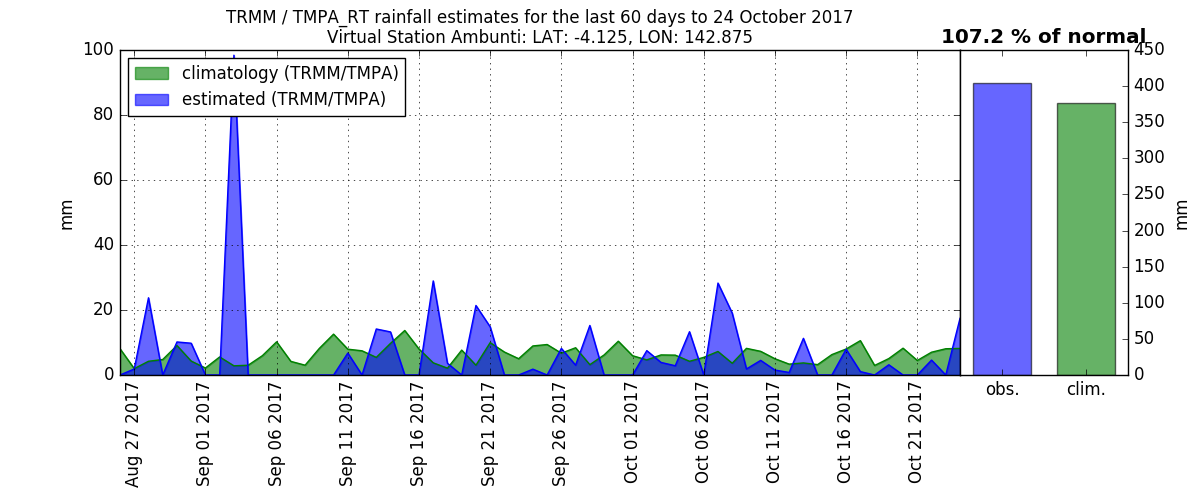 TRMM / TMPA_RT rainfall estimates for the last 60 days to 24 October 2017
Virtual Station Ambunti: LAT: -4.125, LON: 142.875
107.2 % of normal
climatology (TRMM/TMPA)
estimated (TRMM/TMPA)
100
80
60
40
20
0
mm
Aug 27 2017
Sep 01 2017
Sep 06 2017
Sep 11 2017
Sep 16 2017
Sep 21 2017
Sep 26 2017
Oct 01 2017
Oct 06 2017
Oct 11 2017
Oct 16 2017
Oct 21 2017
450
400
350
300
250
200
150
100
50
0
mm
obs.
clim.